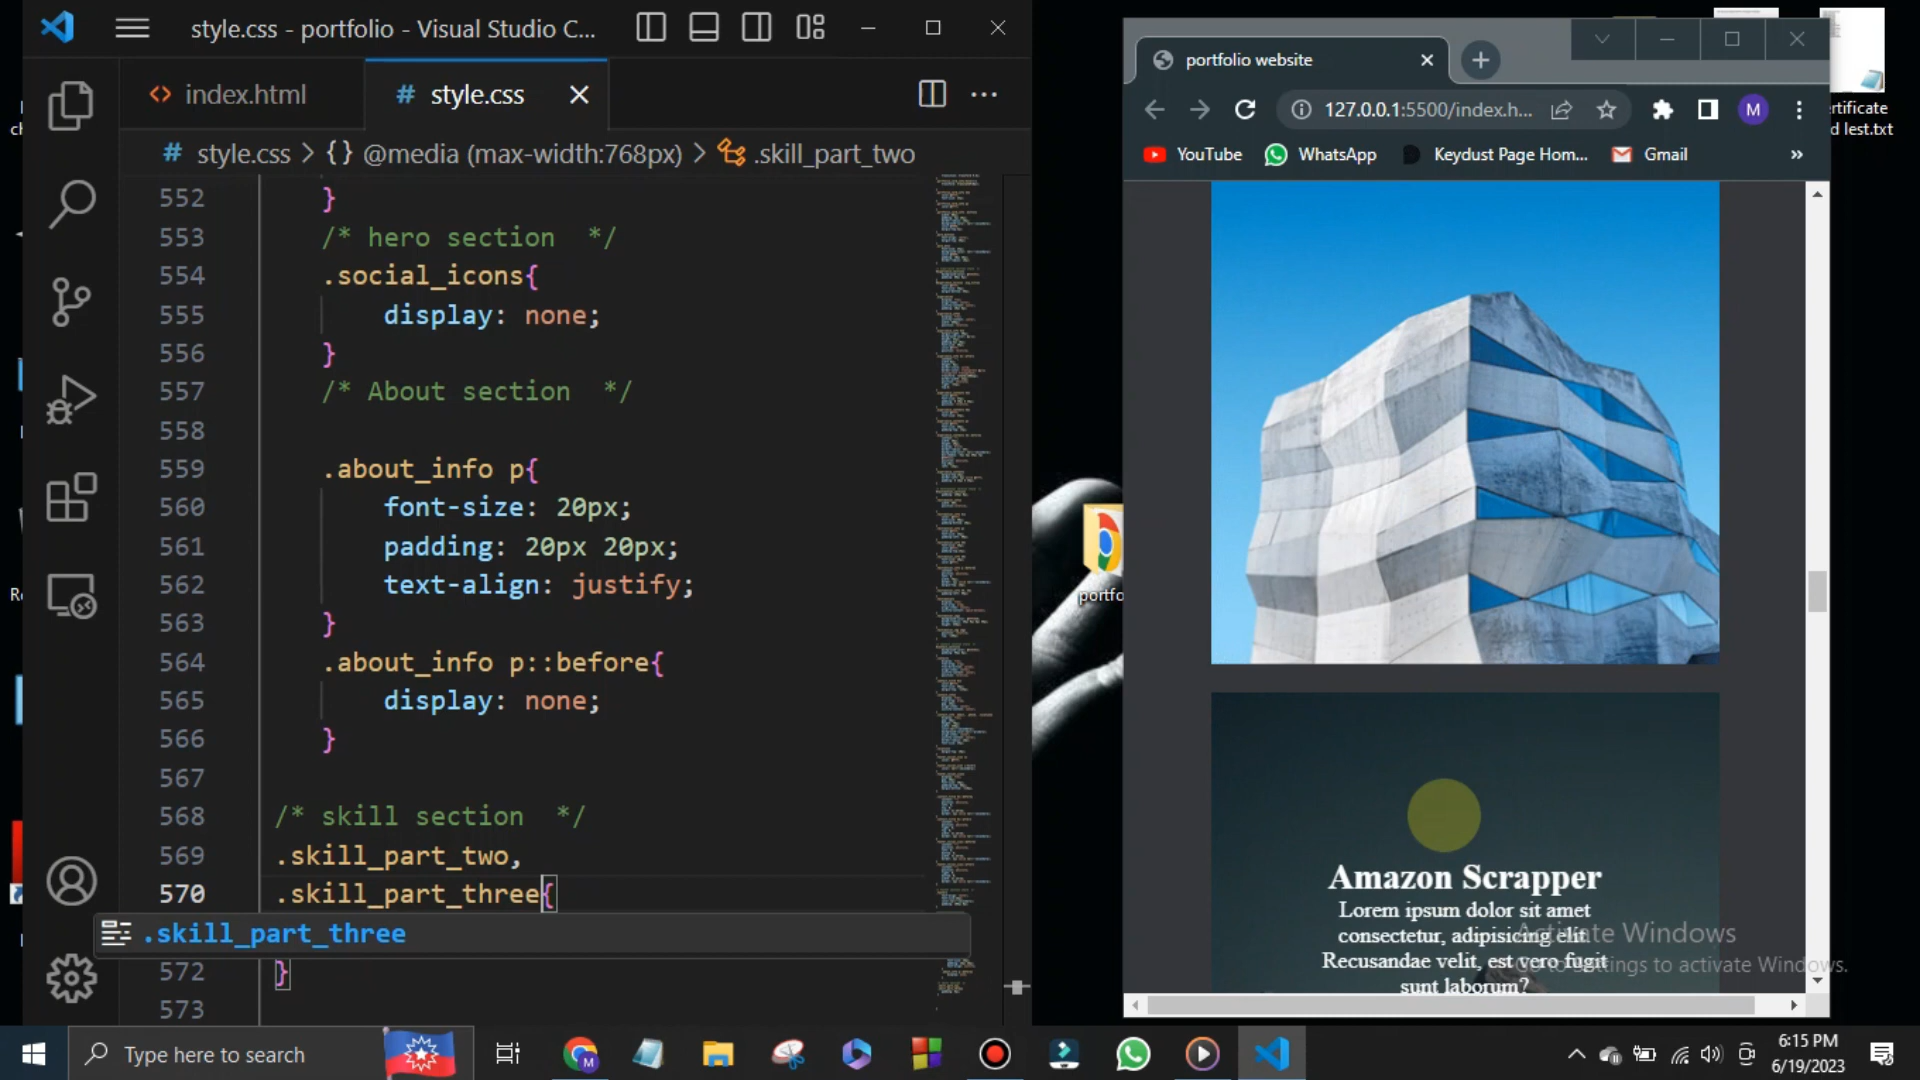 style.css - portfolio - Visual Studio C...
index.html
# style.css
# style.css > {} @media (max-width:768px) > .skill_part_two
552 }
553 /* hero section  */
554 .social_icons{
555 display: none;
556 }
557 /* About section  */
558
559 .about_info p{
560 font-size: 20px;
561 padding: 20px 20px;
562 text-align: justify;
563 }
564 .about_info p::before{
565 display: none;
566 }
567
568 /* skill section  */
569 .skill_part_two,
570 .skill_part_three{
.skill_part_three
572 }
573
portfolio website
127.0.0.1:5500/index.h...
M
YouTube
WhatsApp
Keydust Page Hom...
Gmail
»
Amazon Scrapper
Lorem ipsum dolor sit amet
consectetur, adipisicing elit.
Recusandae velit, est vero fugit
sunt laborum?
Activate Windows
Go to Settings to activate Windows.
portfo
rtificate
d lest.txt
Type here to search
6:15 PM
6/19/2023